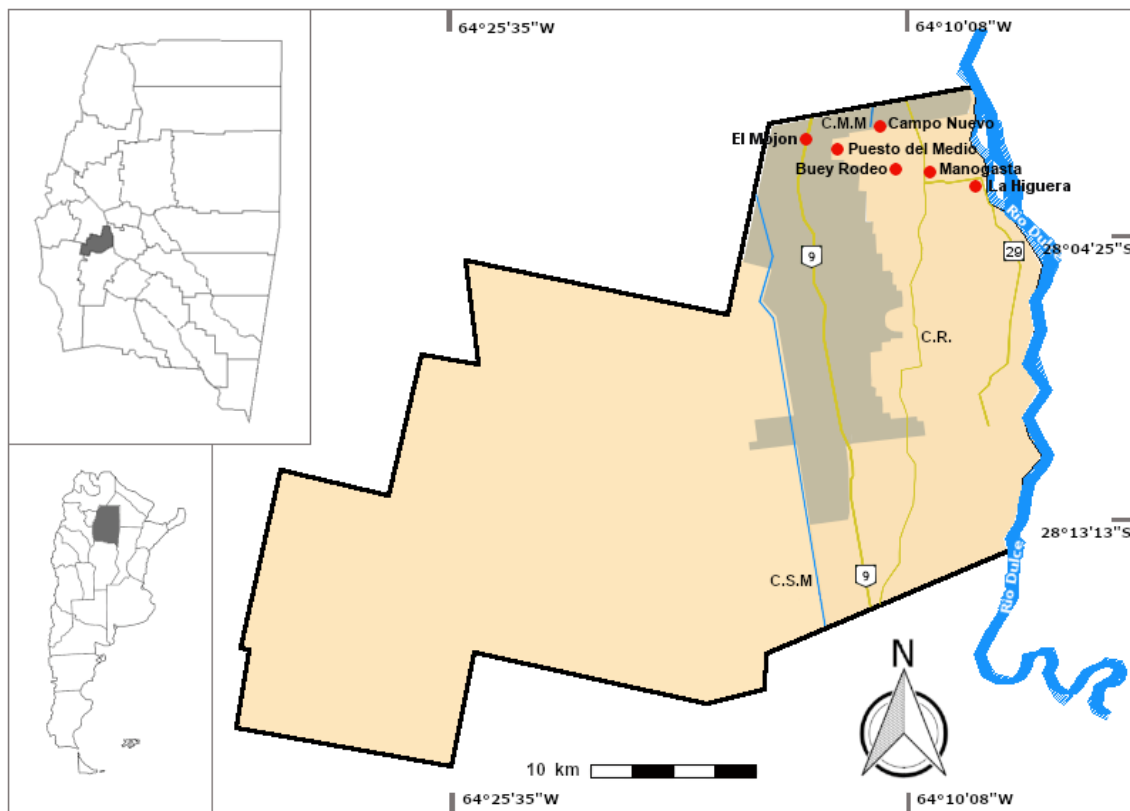 64°25'35"W
64°10'08"W
C.M.M
Campo Nuevo
El Mojon
Puesto del Medio
Buey Rodeo
Manogasta
La Higuera
Rio Dulce
28°04'25"S
9
29
C.R.
28°13'13"S
9
C.S.M
Rio Dulce
N
10 km
64°25'35"W
64°10'08"W